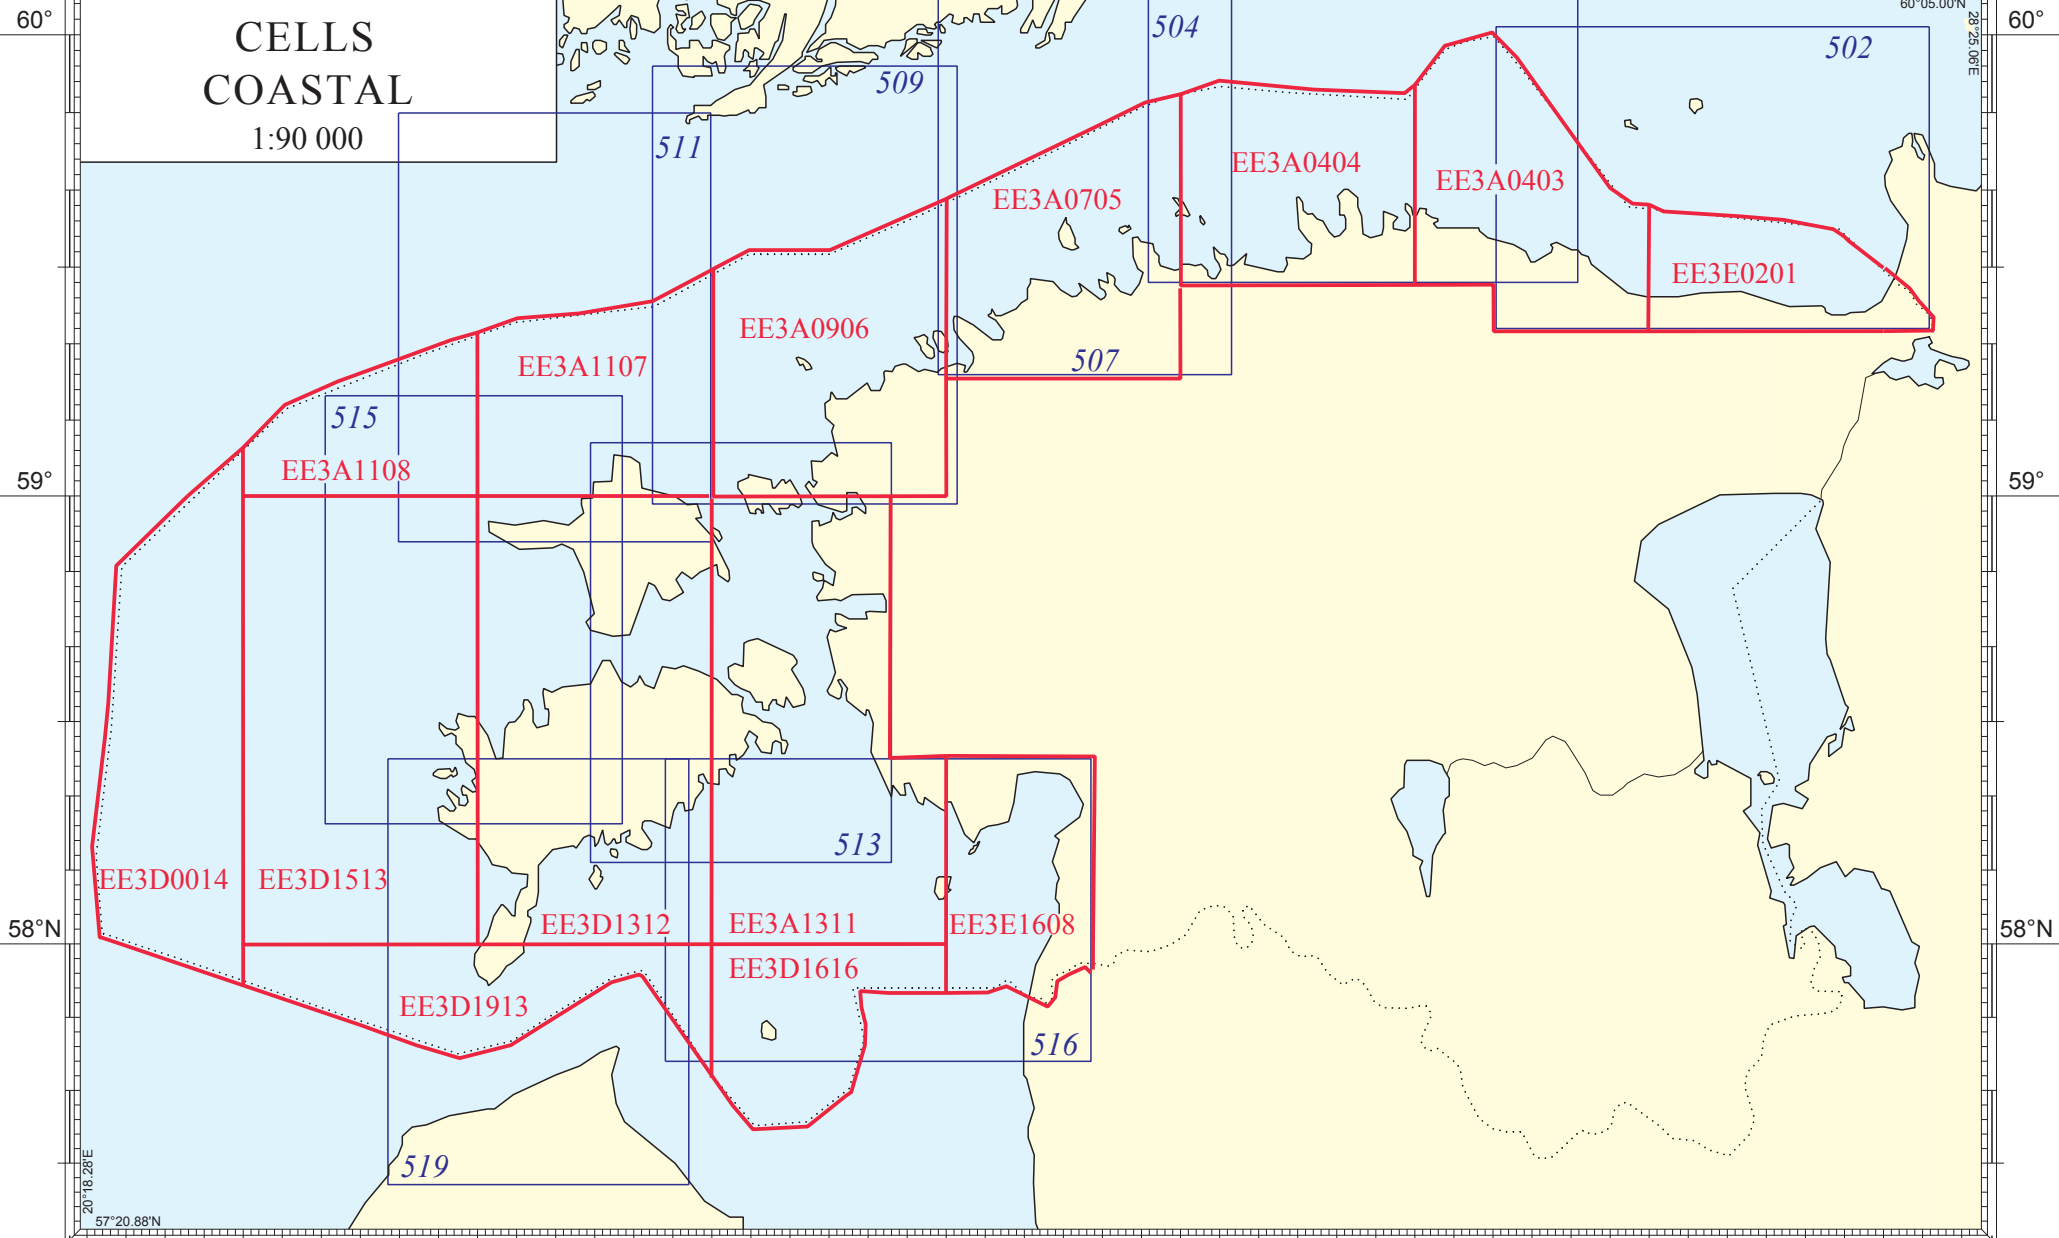 60°05.00'N
60°
CELLS
60°
28°25.06'E
504
502
COASTAL
509
1:90 000
511
EE3A0404
EE3A0403
EE3A0705
EE3E0201
EE3A0906
507
EE3A1107
515
EE3A1108
59°
59°
513
EE3D0014
EE3D1513
EE3D1312
EE3A1311
EE3E1608
58°N
58°N
EE3D1616
EE3D1913
516
519
20°18.28'E
57°20.88'N